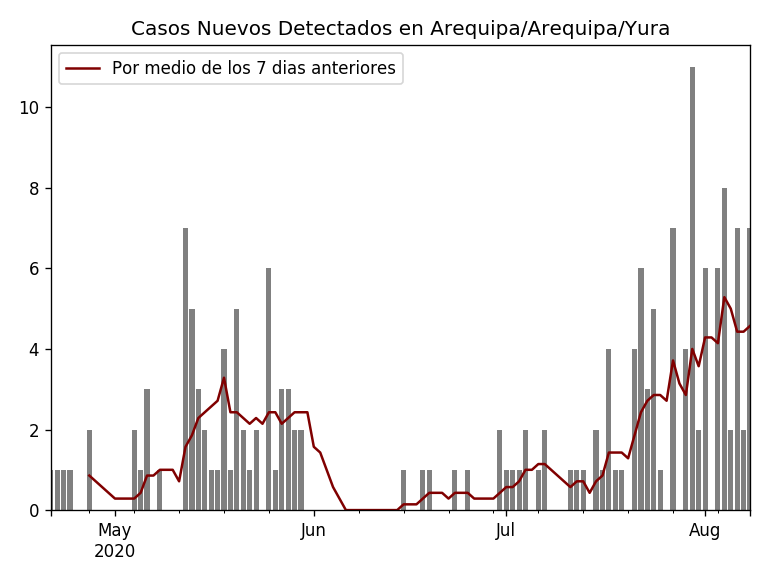 Casos Nuevos Detectados en Arequipa/Arequipa/Yura
Por medio de los 7 dias anteriores
10
8
6
4
2
0
May Jun Jul Aug
2020